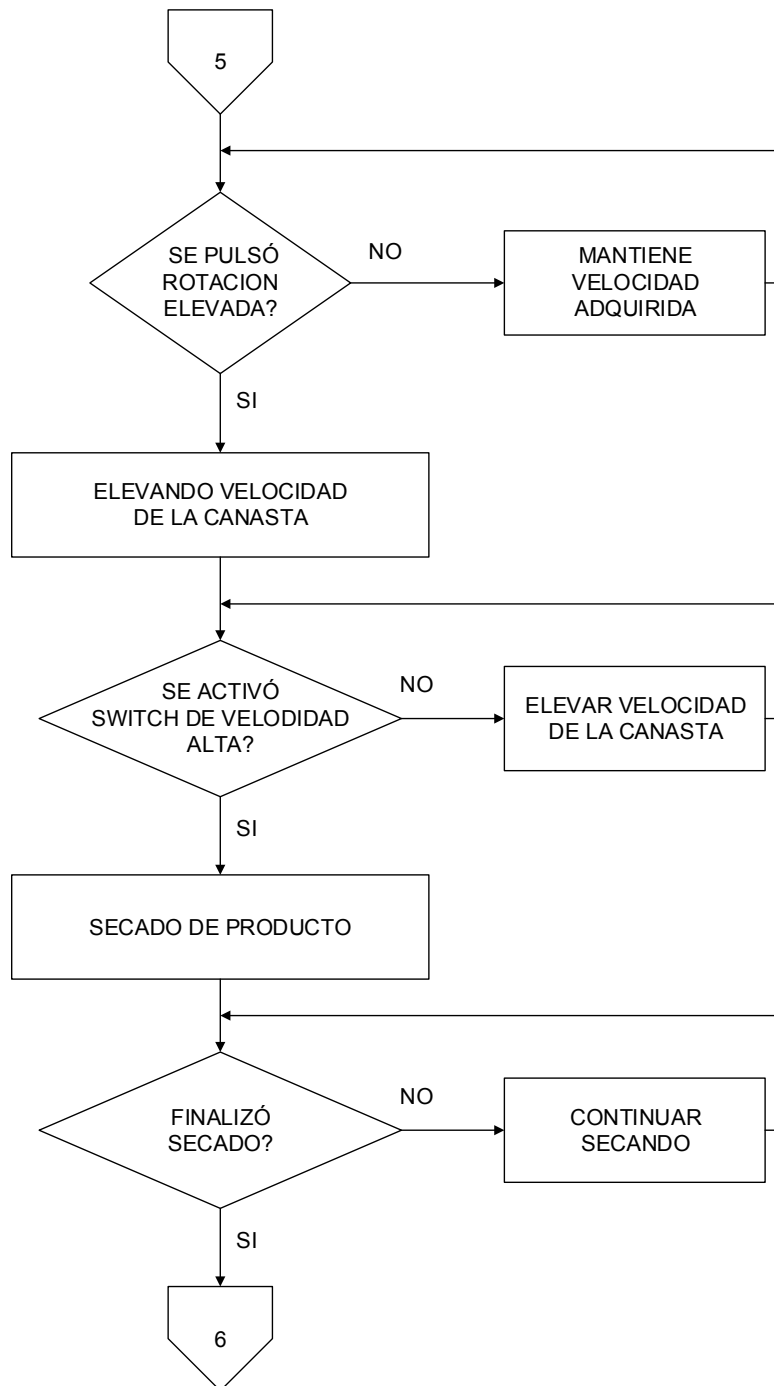 5
SE PULSÓ
ROTACION
ELEVADA?
NO
MANTIENE
VELOCIDAD
ADQUIRIDA
SI
ELEVANDO VELOCIDAD
DE LA CANASTA
SE ACTIVÓ
SWITCH DE VELODIDAD
ALTA?
NO
ELEVAR VELOCIDAD
DE LA CANASTA
SI
SECADO DE PRODUCTO
FINALIZÓ
SECADO?
NO
CONTINUAR
SECANDO
SI
6